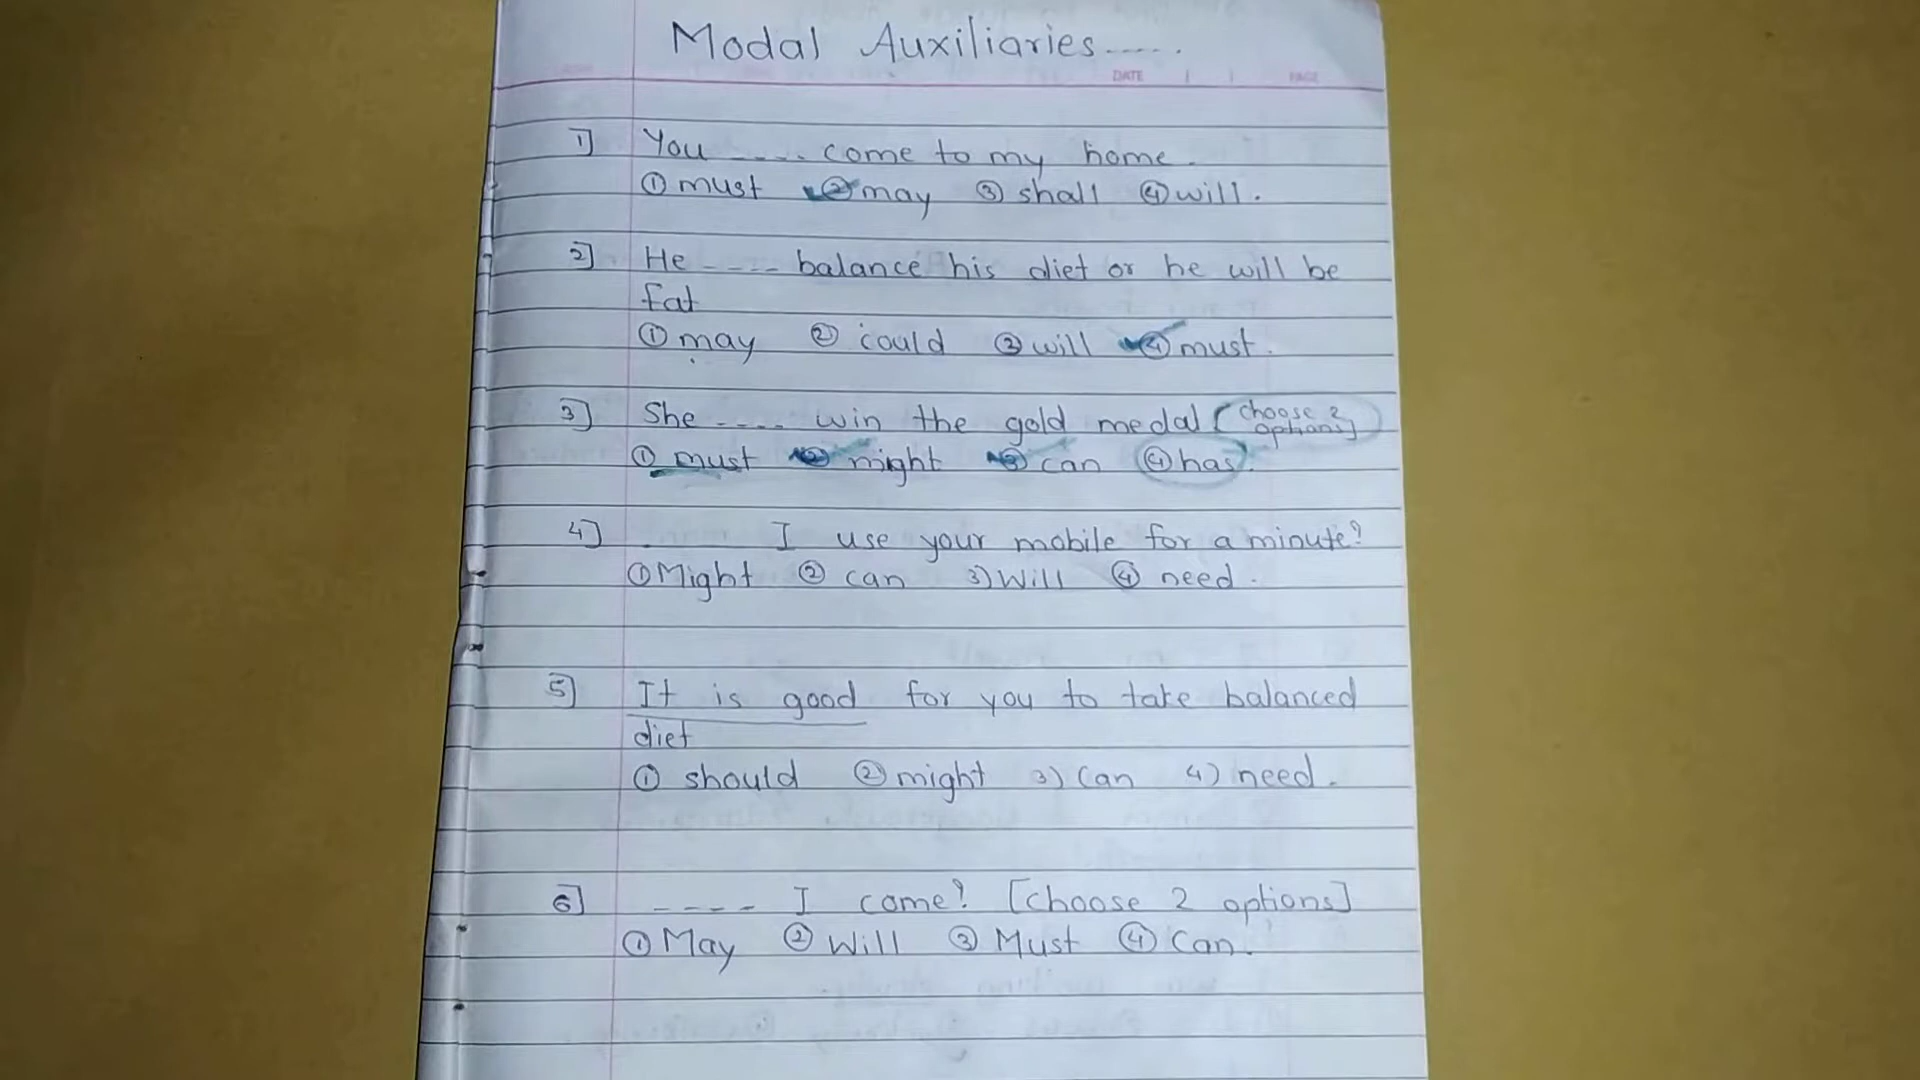 Modal Auxiliaries-----.
DATE | | PAGE
1] You ---- come to my home.
① must ② may ③ shall ④ will.
2] He ---- balance his diet or he will be
fat
① may ② could ③ will ④ must.
3] She ---- win the gold medal [choose 2
options]
① must ② might ③ can ④ has.
4] ---- I use your mobile for a minute?
① Might ② can 3) Will ④ need.
5] It is good for you to take balanced
diet
① should ② might 3) Can 4) need.
6] ---- I come? [choose 2 options]
① May ② Will ③ Must ④ Can.